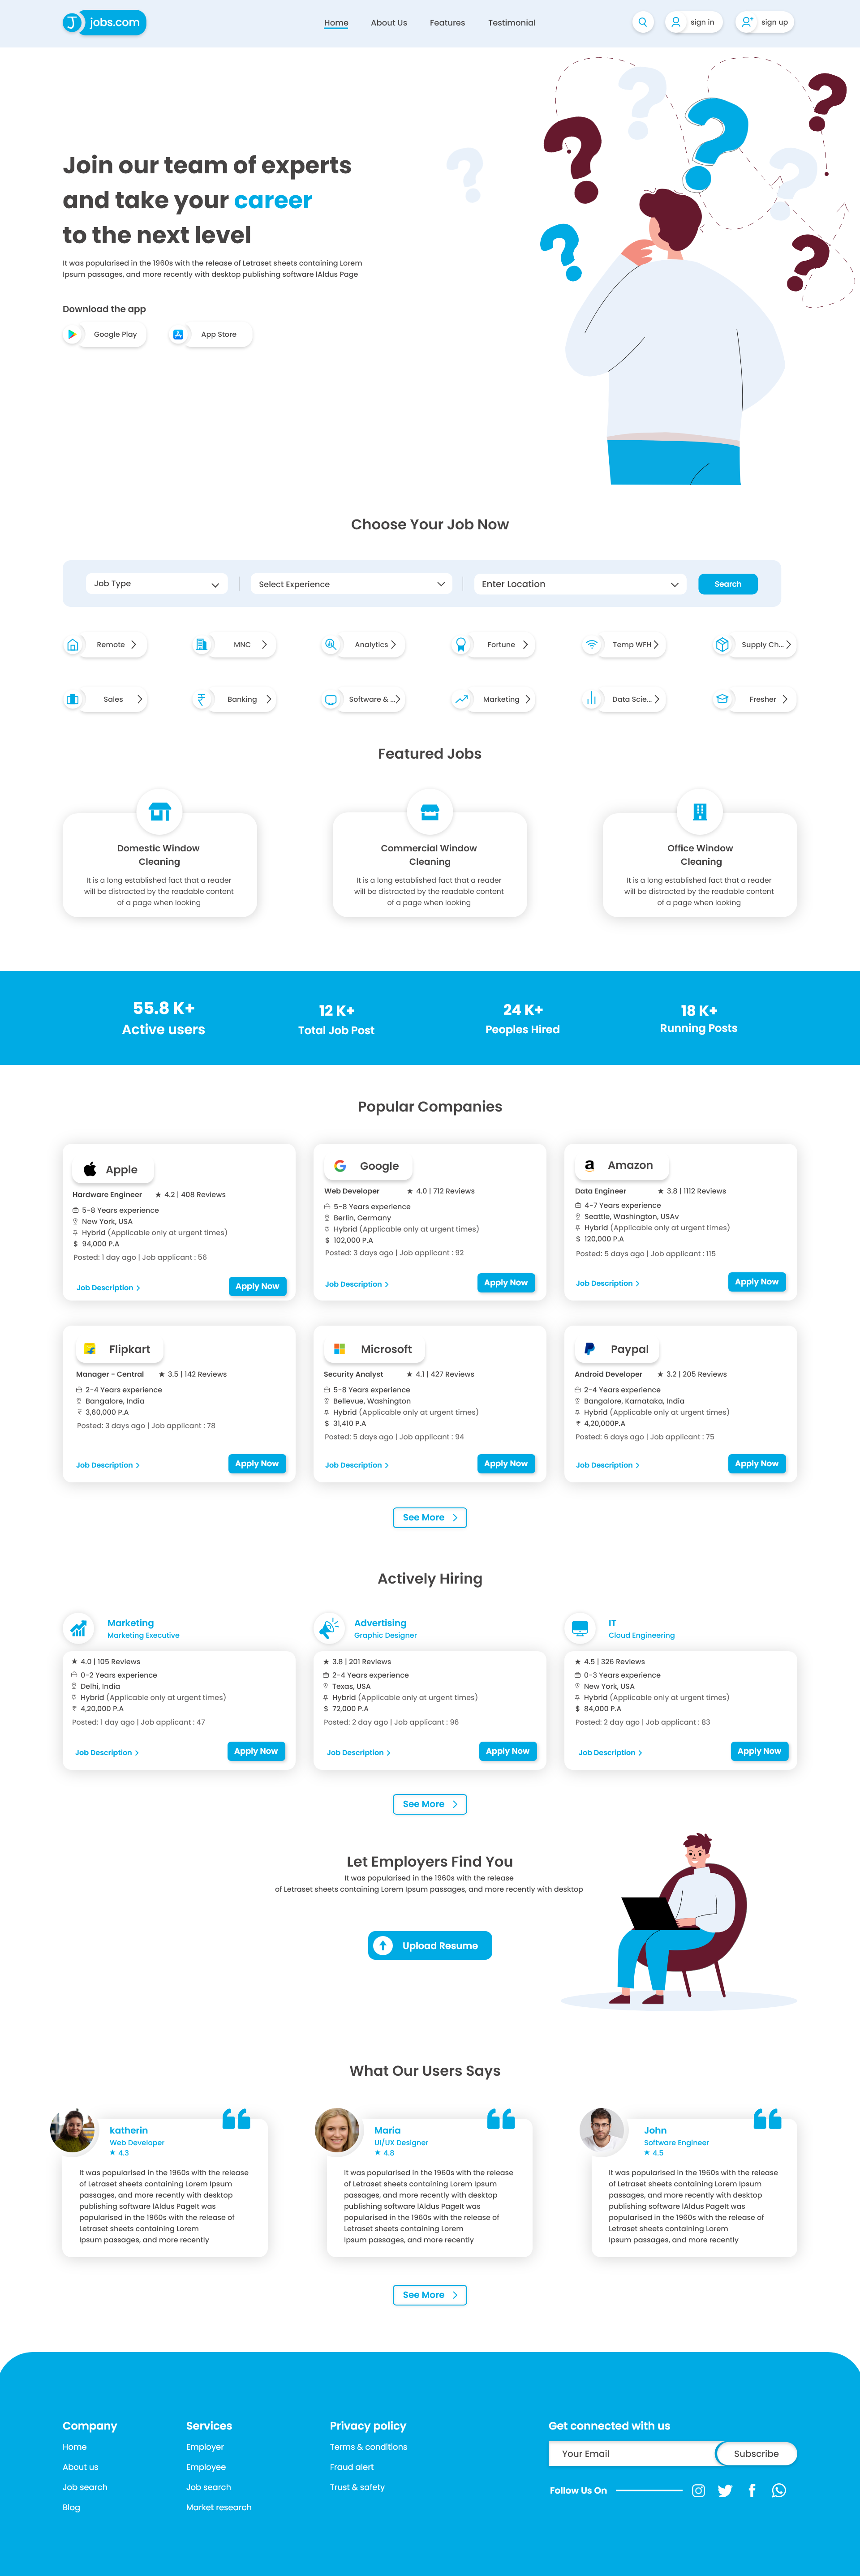 J jobs.com
Home About Us Features Testimonial
sign in sign up
Join our team of experts
and take your career
to the next level
It was popularised in the 1960s with the release of Letraset sheets containing Lorem
Ipsum passages, and more recently with desktop publishing software lAldus Page
Download the app
Google Play App Store
Choose Your Job Now
Job Type Select Experience Enter Location Search
Remote MNC Analytics Fortune Temp WFH Supply Ch...
Sales Banking Software & ... Marketing Data Scie... Fresher
Featured Jobs
Domestic Window
Cleaning
It is a long established fact that a reader
will be distracted by the readable content
of a page when looking
Commercial Window
Cleaning
It is a long established fact that a reader
will be distracted by the readable content
of a page when looking
Office Window
Cleaning
It is a long established fact that a reader
will be distracted by the readable content
of a page when looking
55.8 K+
Active users
12 K+
Total Job Post
24 K+
Peoples Hired
18 K+
Running Posts
Popular Companies
Apple
Hardware Engineer ★ 4.2 | 408 Reviews
5-8 Years experience
New York, USA
Hybrid (Applicable only at urgent times)
$ 94,000 P.A
Posted: 1 day ago | Job applicant : 56
Job Description > Apply Now
Google
Web Developer ★ 4.0 | 712 Reviews
5-8 Years experience
Berlin, Germany
Hybrid (Applicable only at urgent times)
$ 102,000 P.A
Posted: 3 days ago | Job applicant : 92
Job Description > Apply Now
Amazon
Data Engineer ★ 3.8 | 1112 Reviews
4-7 Years experience
Seattle, Washington, USAv
Hybrid (Applicable only at urgent times)
$ 120,000 P.A
Posted: 5 days ago | Job applicant : 115
Job Description > Apply Now
Flipkart
Manager - Central ★ 3.5 | 142 Reviews
2-4 Years experience
Bangalore, India
₹ 3,60,000 P.A
Posted: 3 days ago | Job applicant : 78
Job Description > Apply Now
Microsoft
Security Analyst ★ 4.1 | 427 Reviews
5-8 Years experience
Bellevue, Washington
Hybrid (Applicable only at urgent times)
$ 31,410 P.A
Posted: 5 days ago | Job applicant : 94
Job Description > Apply Now
Paypal
Android Developer ★ 3.2 | 205 Reviews
2-4 Years experience
Bangalore, Karnataka, India
Hybrid (Applicable only at urgent times)
₹ 4,20,000P.A
Posted: 6 days ago | Job applicant : 75
Job Description > Apply Now
See More >
Actively Hiring
Marketing
Marketing Executive
★ 4.0 | 105 Reviews
0-2 Years experience
Delhi, India
Hybrid (Applicable only at urgent times)
₹ 4,20,000 P.A
Posted: 1 day ago | Job applicant : 47
Job Description > Apply Now
Advertising
Graphic Designer
★ 3.8 | 201 Reviews
2-4 Years experience
Texas, USA
Hybrid (Applicable only at urgent times)
$ 72,000 P.A
Posted: 2 day ago | Job applicant : 96
Job Description > Apply Now
IT
Cloud Engineering
★ 4.5 | 326 Reviews
0-3 Years experience
New York, USA
Hybrid (Applicable only at urgent times)
$ 84,000 P.A
Posted: 2 day ago | Job applicant : 83
Job Description > Apply Now
See More >
Let Employers Find You
It was popularised in the 1960s with the release
of Letraset sheets containing Lorem Ipsum passages, and more recently with desktop
Upload Resume
What Our Users Says
katherin
Web Developer
★ 4.3
It was popularised in the 1960s with the release
of Letraset sheets containing Lorem Ipsum
passages, and more recently with desktop
publishing software lAldus PageIt was
popularised in the 1960s with the release of
Letraset sheets containing Lorem
Ipsum passages, and more recently
Maria
UI/UX Designer
★ 4.8
It was popularised in the 1960s with the release
of Letraset sheets containing Lorem Ipsum
passages, and more recently with desktop
publishing software lAldus PageIt was
popularised in the 1960s with the release of
Letraset sheets containing Lorem
Ipsum passages, and more recently
John
Software Engineer
★ 4.5
It was popularised in the 1960s with the release
of Letraset sheets containing Lorem Ipsum
passages, and more recently with desktop
publishing software lAldus PageIt was
popularised in the 1960s with the release of
Letraset sheets containing Lorem
Ipsum passages, and more recently
See More >
Company
Home
About us
Job search
Blog
Services
Employer
Employee
Job search
Market research
Privacy policy
Terms & conditions
Fraud alert
Trust & safety
Get connected with us
Your Email Subscribe
Follow Us On